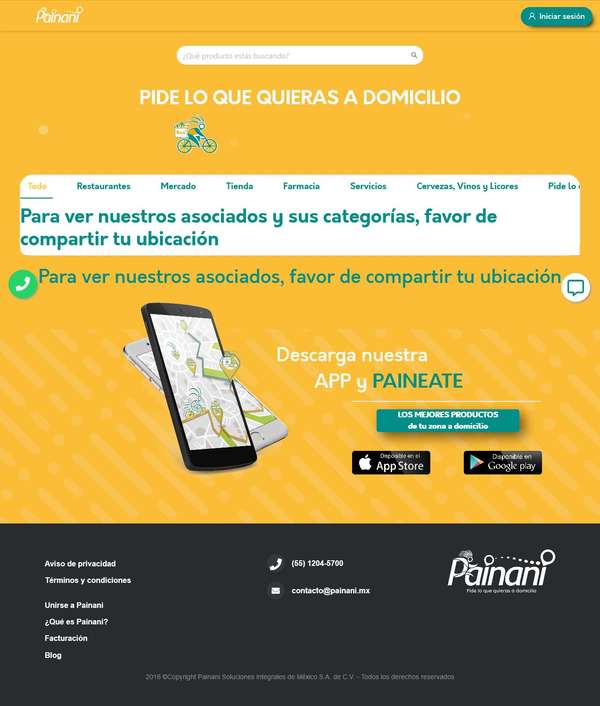 Painani
Iniciar sesión
¿Qué producto estás buscando?
PIDE LO QUE QUIERAS A DOMICILIO
Todo Restaurantes Mercado Tienda Farmacia Servicios Cervezas, Vinos y Licores Pide lo
Para ver nuestros asociados y sus categorías, favor de
compartir tu ubicación
Para ver nuestros asociados, favor de compartir tu ubicación
Descarga nuestra
APP y PAINEATE
LOS MEJORES PRODUCTOS
de tu zona a domicilio
Disponible en el
App Store
Disponible en
Google play
Aviso de privacidad
Términos y condiciones
Unirse a Painani
¿Qué es Painani?
Facturación
Blog
(55) 1204-5700
contacto@painani.mx
Painani
Pide lo que quieras a domicilio
2016 ©Copyright Painani Soluciones Integrales de México S.A. de C.V. - Todos los derechos reservados